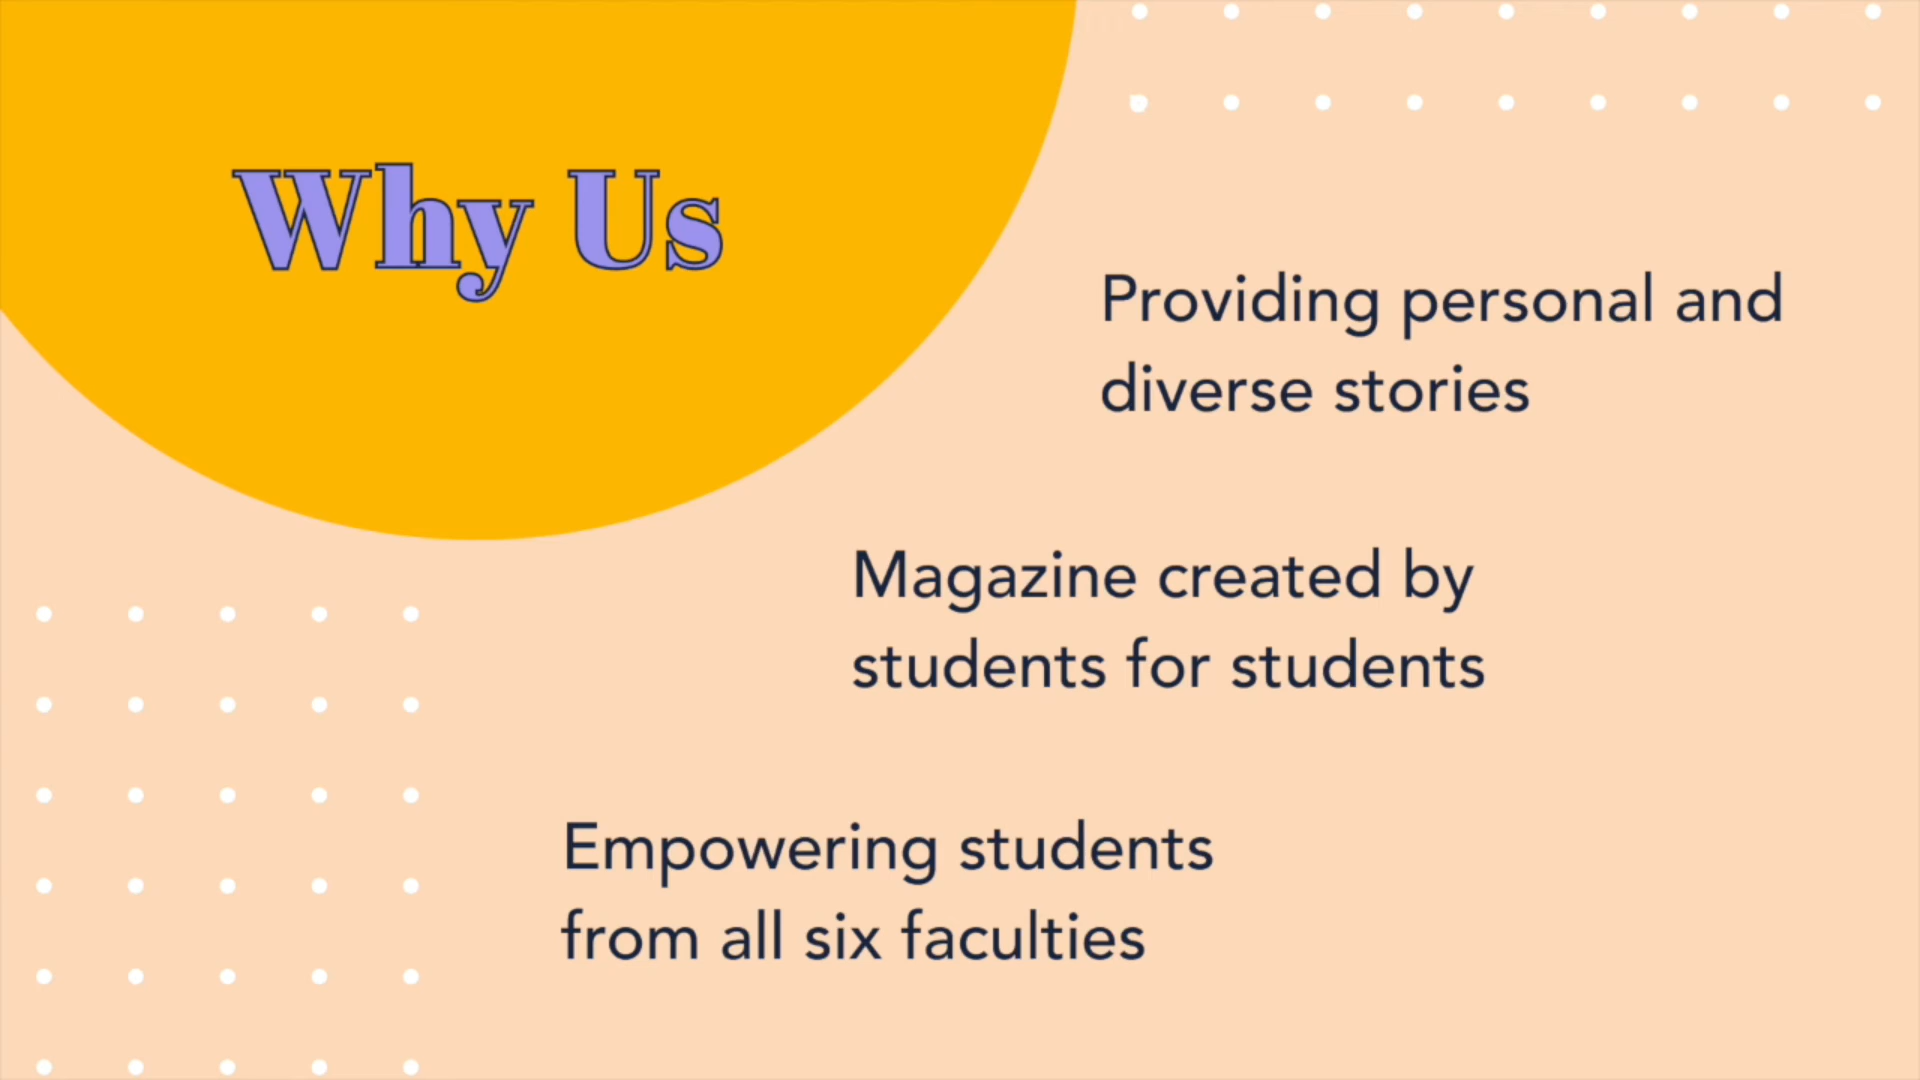 Why Us
Providing personal and
diverse stories
Magazine created by
students for students
Empowering students
from all six faculties